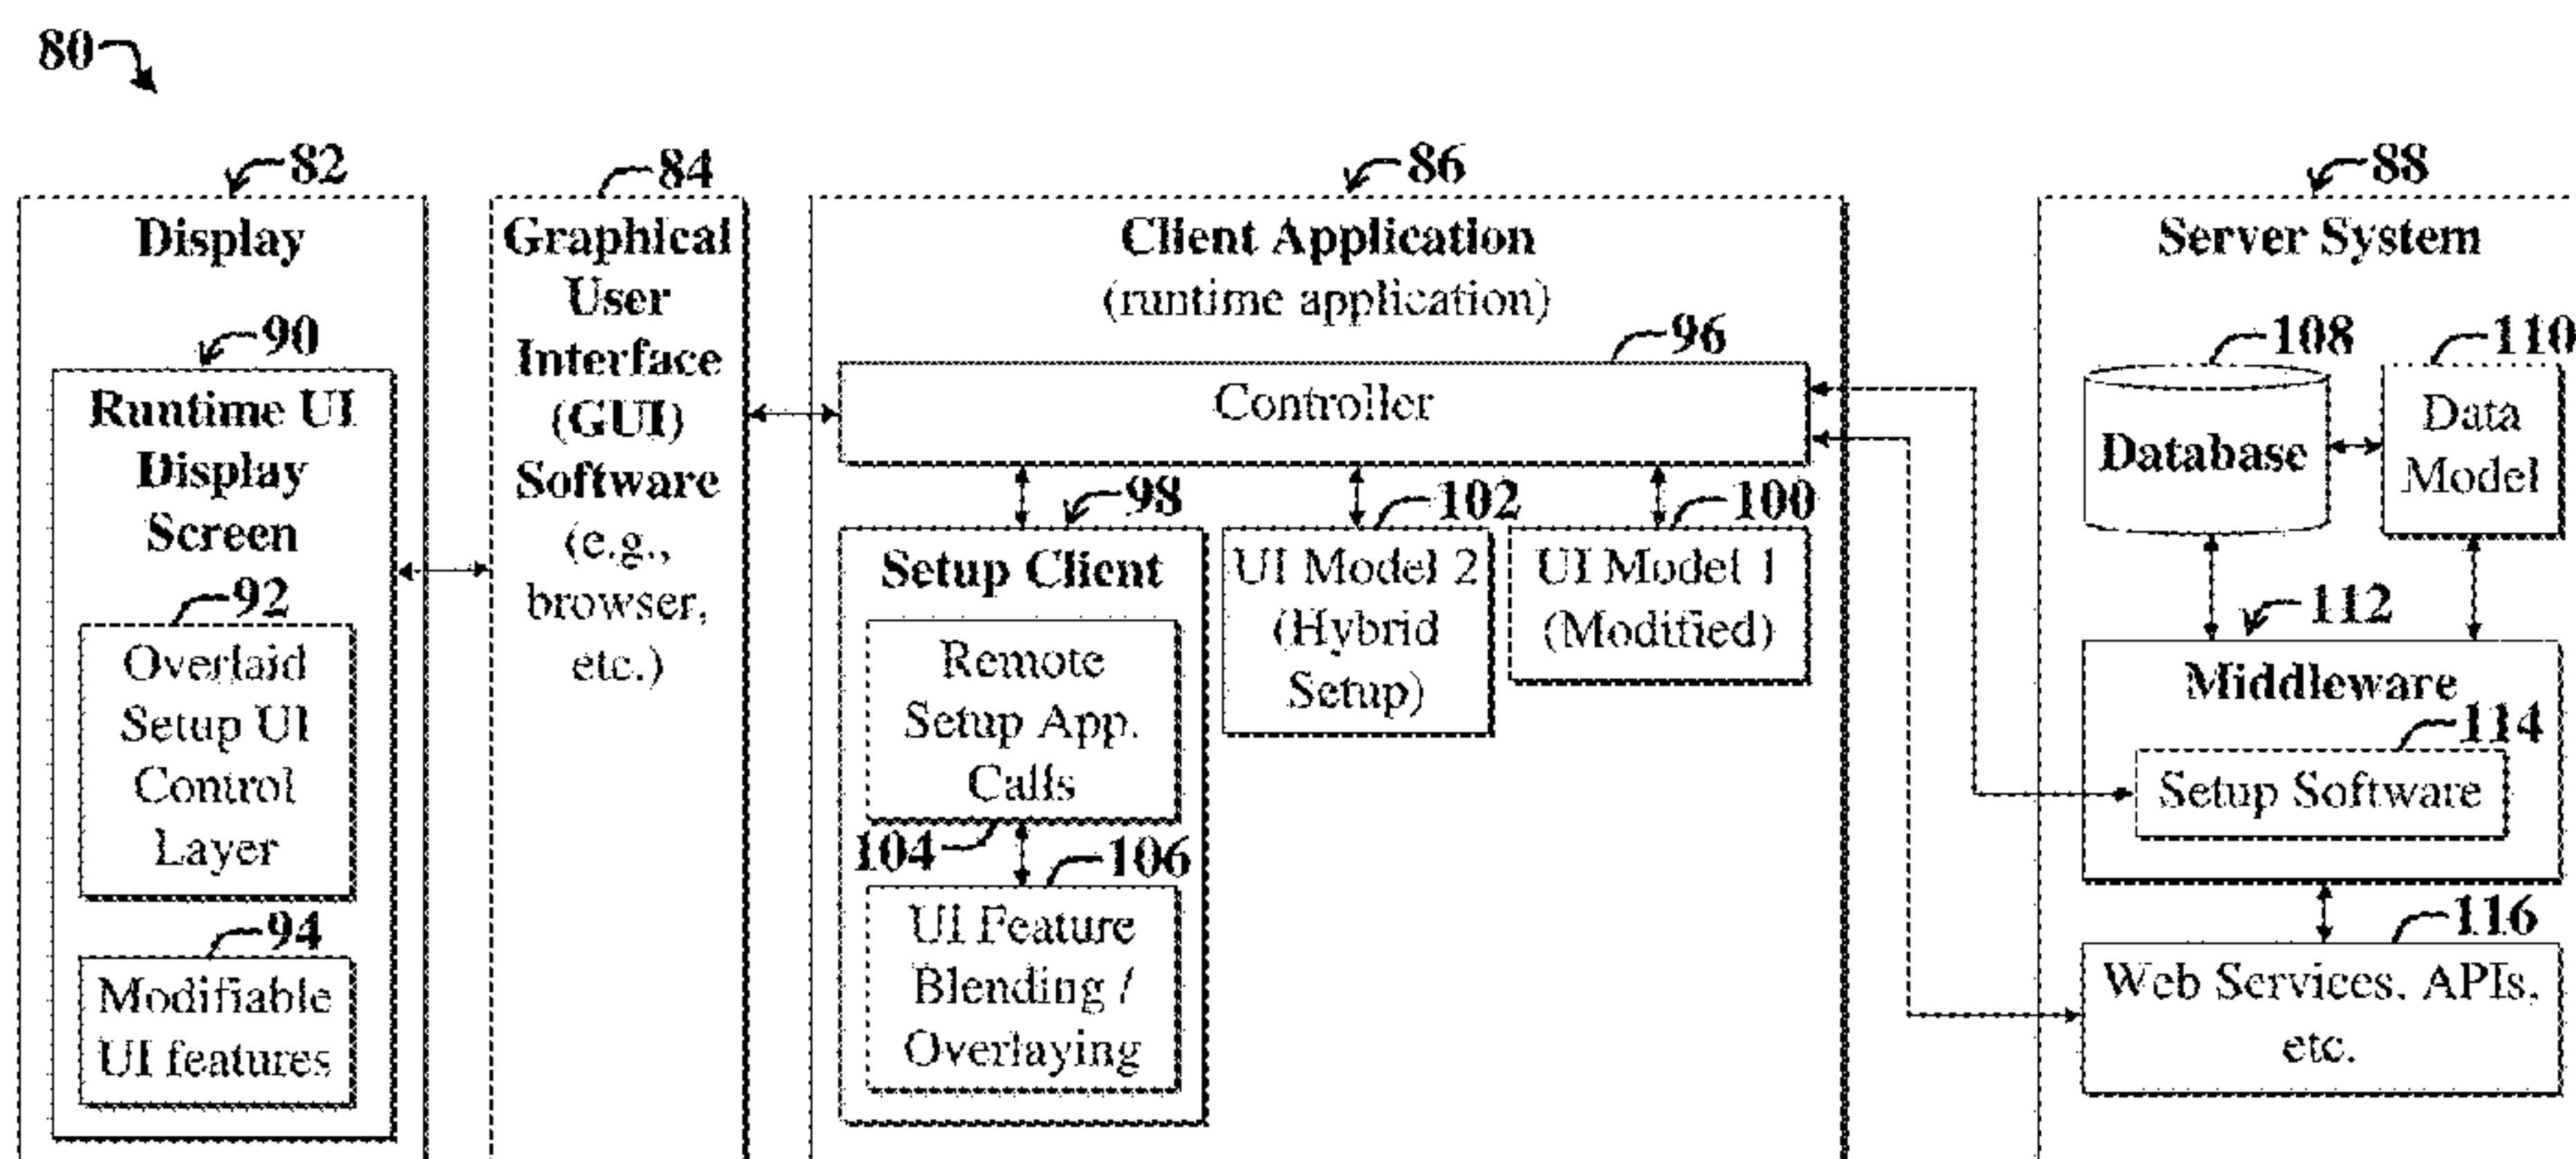 80
82
Display
90
Runtime UI
Display
Screen
92
Overlaid
Setup UI
Control
Layer
94
Modifiable
UI features
84
Graphical
User
Interface
(GUI)
Software
(e.g.,
browser,
etc.)
86
Client Application
(runtime application)
96
Controller
98
Setup Client
Remote
Setup App.
Calls
104
106
UI Feature
Blending /
Overlaying
102
UI Model 2
(Hybrid
Setup)
100
UI Model 1
(Modified)
88
Server System
108
Database
110
Data
Model
112
Middleware
114
Setup Software
116
Web Services, APIs,
etc.